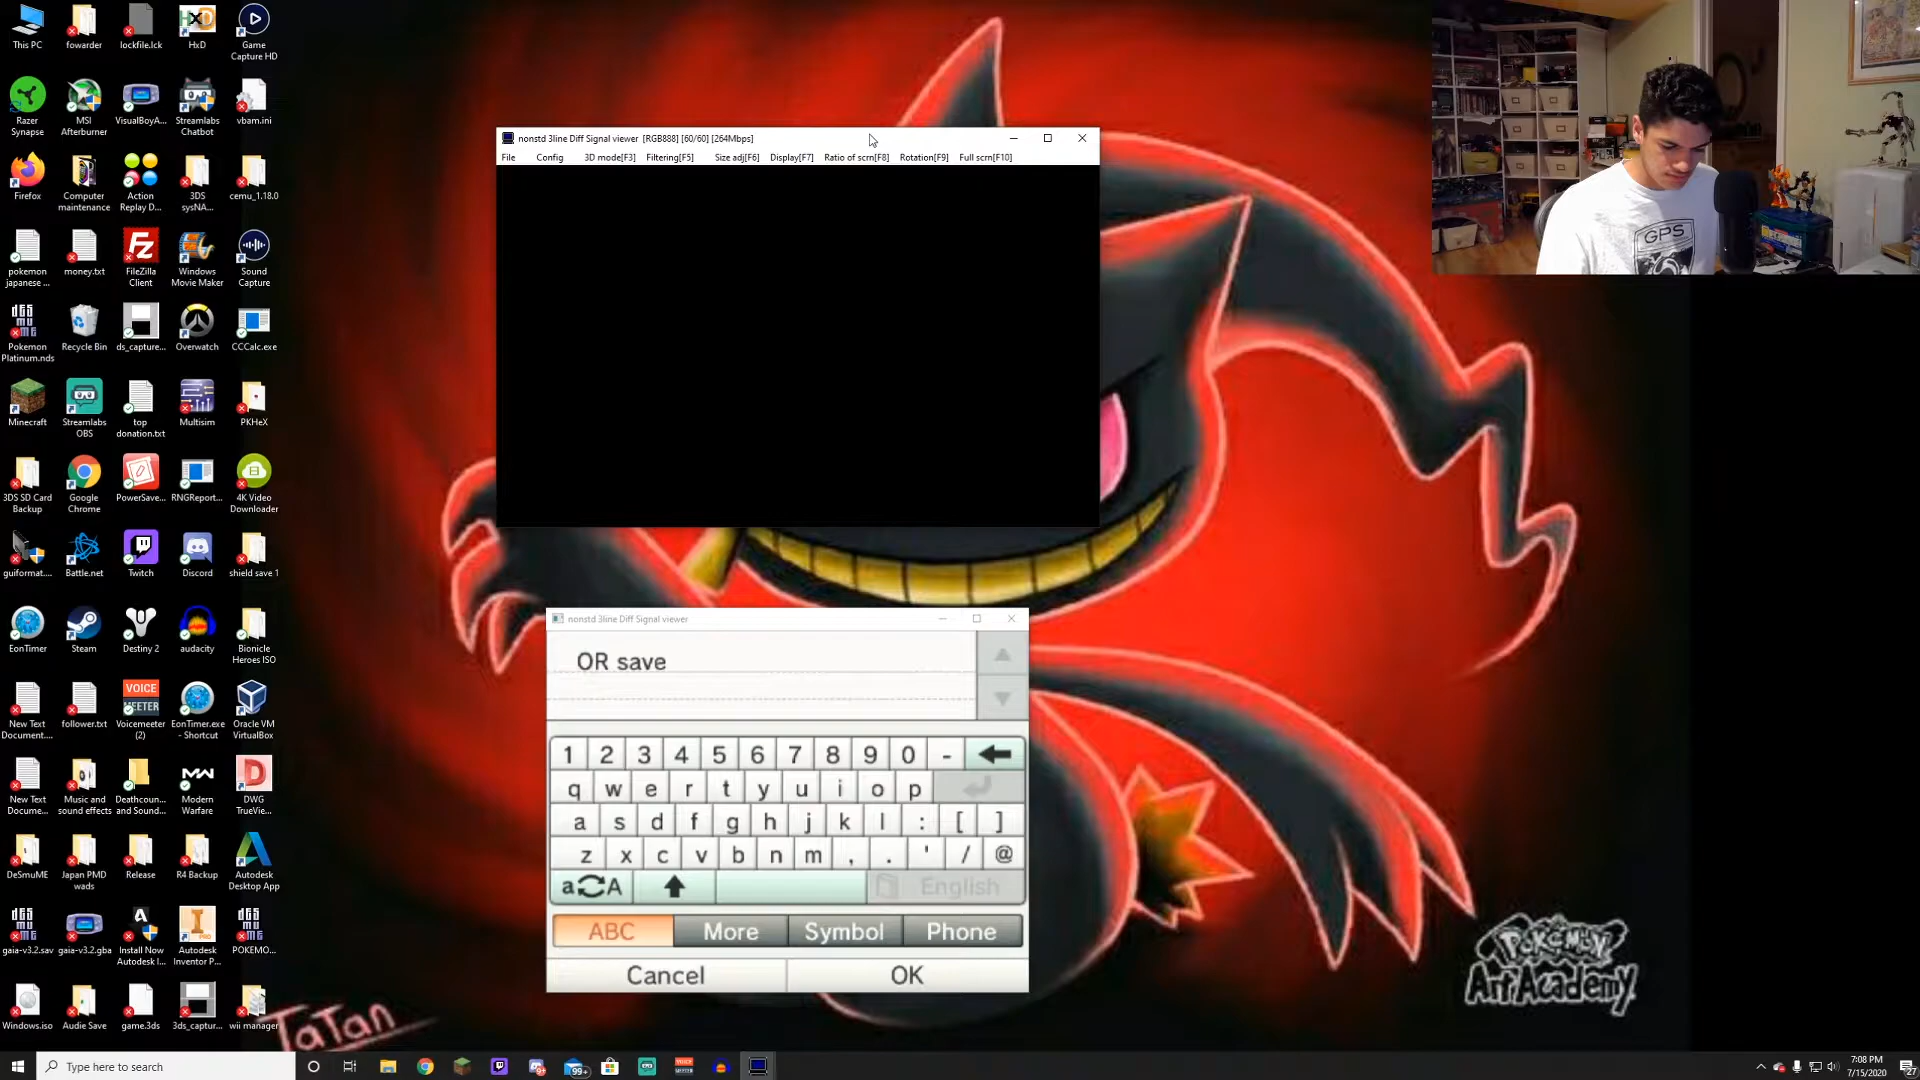 This PC
fowarder
lockfile.lck
HxD
Game
Capture HD
Razer
Synapse
MSI
Afterburner
VisualBoyA...
Streamlabs
Chatbot
vbam.ini
Firefox
Computer
maintenance
Action
Replay D...
3DS
sysNA...
cemu_1.18.0
pokemon
japanese ...
money.txt
FileZilla
Client
Windows
Movie Maker
Sound
Capture
Pokemon
Platinum.nds
Recycle Bin
ds_capture...
Overwatch
CCCalc.exe
Minecraft
Streamlabs
OBS
top
donation.txt
Multisim
PKHeX
3DS SD Card
Backup
Google
Chrome
PowerSave...
RNGReport...
4K Video
Downloader
guiformat....
Battle.net
Twitch
Discord
shield save 1
EonTimer
Steam
Destiny 2
audacity
Bionicle
Heroes ISO
New Text
Document....
follower.txt
VOICE
MEETER
Voicemeeter
(2)
EonTimer.exe
- Shortcut
Oracle VM
VirtualBox
New Text
Docume...
Music and
sound effects
Deathcoun...
and Sound...
Modern
Warfare
DWG
TrueVie...
DeSmuME
Japan PMD
wads
Release
R4 Backup
Autodesk
Desktop App
gaia-v3.2.sav
gaia-v3.2.gba
Install Now
Autodesk I...
Autodesk
Inventor P...
POKEMO...
Windows.iso
Audie Save
game.3ds
3ds_captur...
wii manager
nonstd 3line Diff Signal viewer [RGB888] [60/60] [264Mbps]
File Config 3D mode[F3] Filtering[F5] Size adj[F6] Display[F7] Ratio of scrn[F8] Rotation[F9] Full scrn[F10]
GPS
nonstd 3line Diff Signal viewer
OR save
1 2 3 4 5 6 7 8 9 0 -
q w e r t y u i o p
a s d f g h j k l : [ ]
z x c v b n m , . ' / @
a A English
ABC More Symbol Phone
Cancel OK
POKéMON
Art Academy
TaTan
Type here to search
99+
VOICE
MEETER
7:08 PM
7/15/2020
27